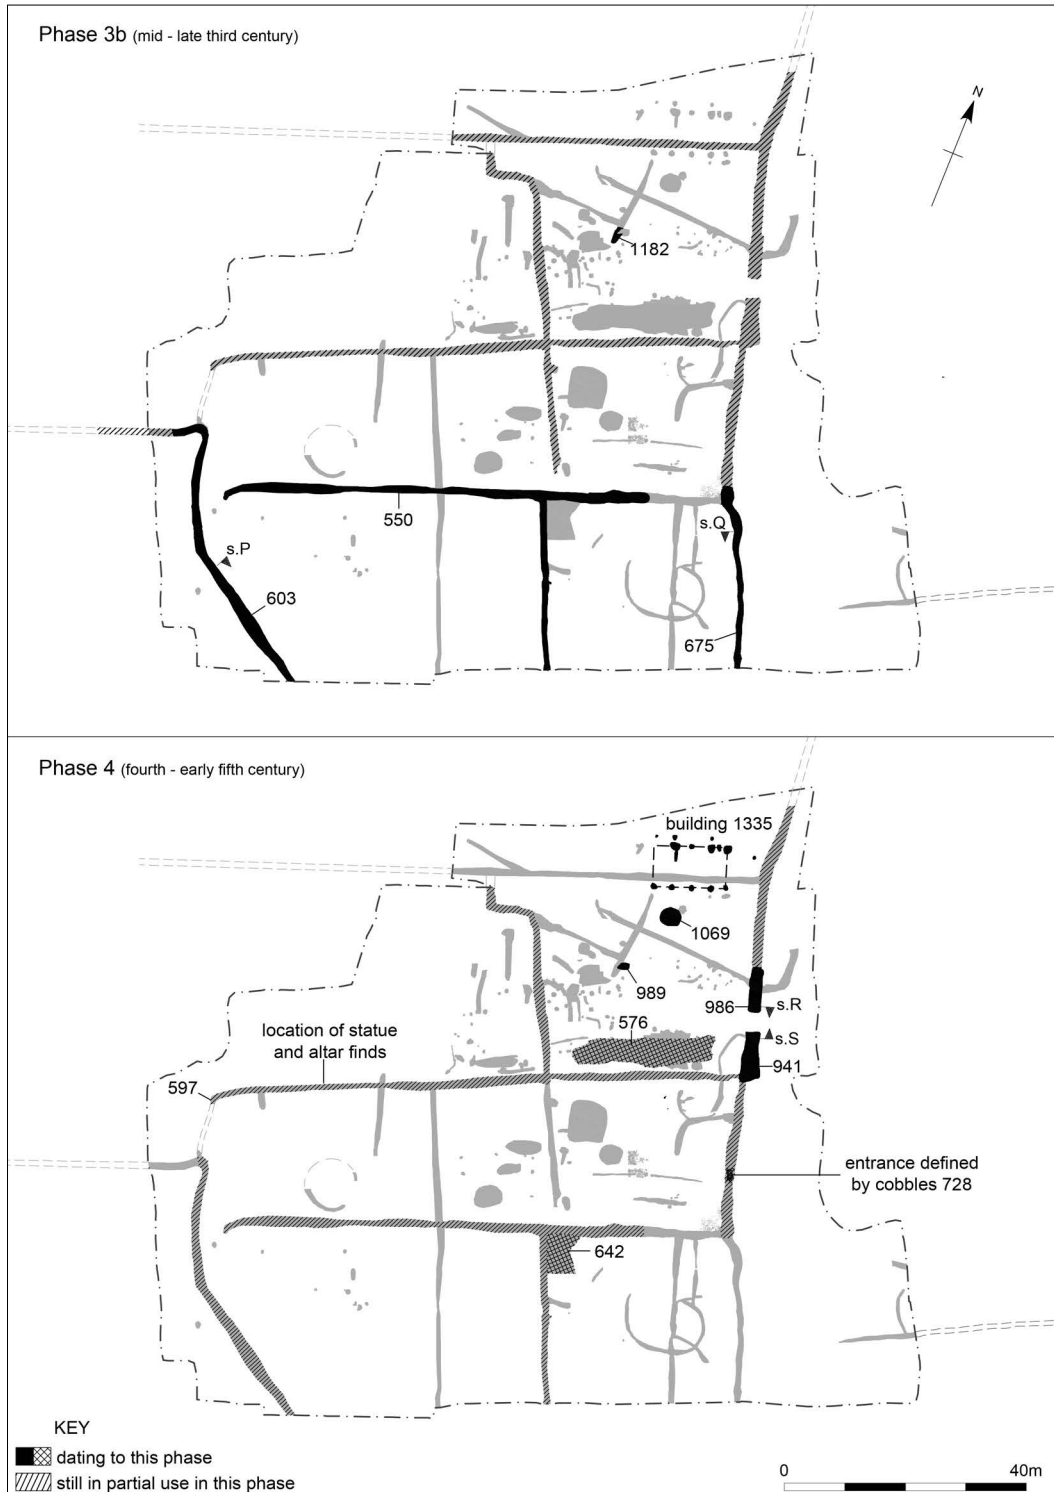 Phase 3b (mid - late third century)
N
1182
550
s.Q
s.P
603
675
Phase 4 (fourth - early fifth century)
building 1335
1069
989
986
s.R
576
location of statue
and altar finds
s.S
941
597
entrance defined
by cobbles 728
642
KEY
dating to this phase
still in partial use in this phase
0
40m